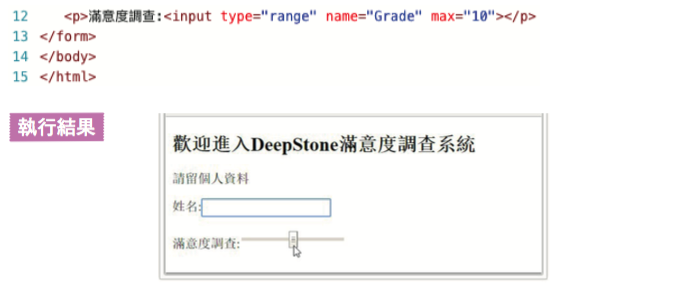 12 <p>滿意度調查:<input type="range" name="Grade" max="10"></p>
13 </form>
14 </body>
15 </html>
執行結果
歡迎進入DeepStone滿意度調查系統
請留個人資料
姓名:
滿意度調查: